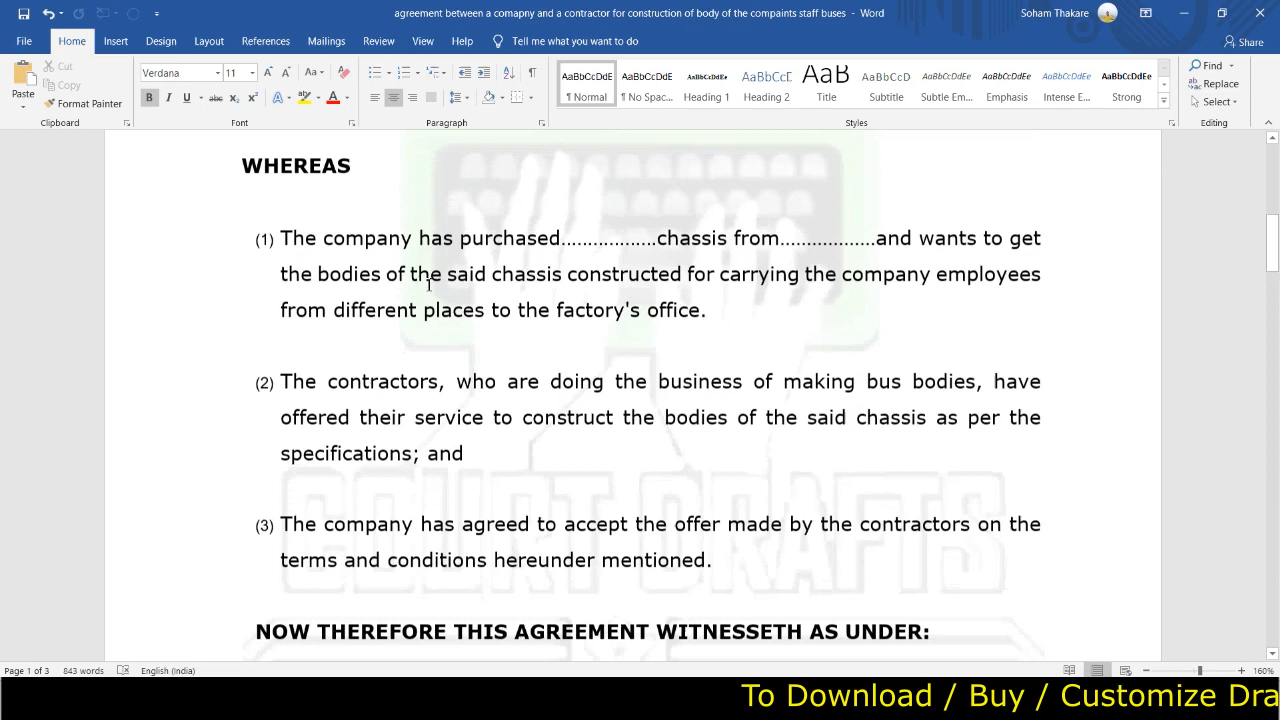 agreement between a comapny and a contractor for construction of body of the compaints staff buses - Word
Soham Thakare
File Home Insert Design Layout References Mailings Review View Help Tell me what you want to do Share
Cut
Copy
Paste
Format Painter
Verdana 11
AaBbCcDdE AaBbCcDdE AaBbCcDdE AaBbCcC AaB AaBbCcD AaBbCcDdE AaBbCcDdE AaBbCcDdE AaBbCcDdE
¶ Normal ¶ No Spac... Heading 1 Heading 2 Title Subtitle Subtle Em... Emphasis Intense E... Strong
Find
Replace
Select
Clipboard Font Paragraph Styles Editing
WHEREAS
(1) The company has purchased..................chassis from..................and wants to get
the bodies of the said chassis constructed for carrying the company employees
from different places to the factory's office.
(2) The contractors, who are doing the business of making bus bodies, have
offered their service to construct the bodies of the said chassis as per the
specifications; and
(3) The company has agreed to accept the offer made by the contractors on the
terms and conditions hereunder mentioned.
COURT DRAFTS
NOW THEREFORE THIS AGREEMENT WITNESSETH AS UNDER:
Page 1 of 3 843 words English (India) 160%
To Download / Buy / Customize Dra